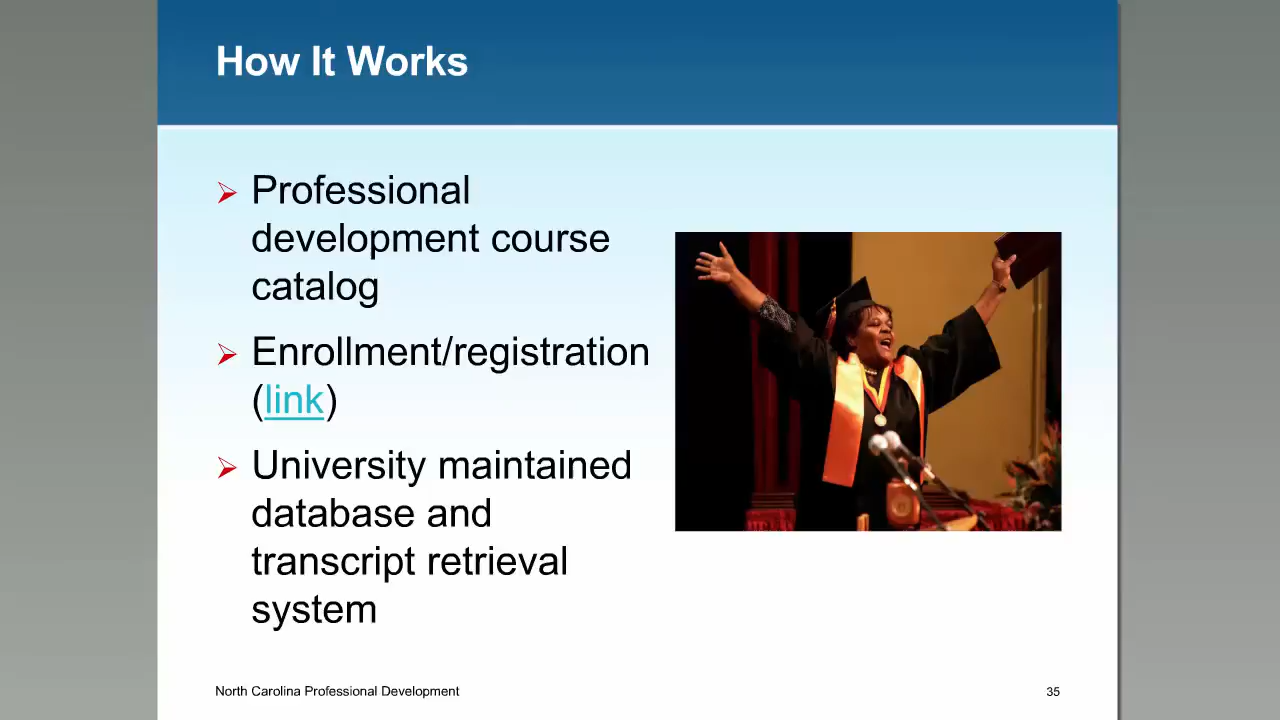 How It Works
Professional
development course
catalog
Enrollment/registration
(link)
University maintained
database and
transcript retrieval
system
North Carolina Professional Development
35